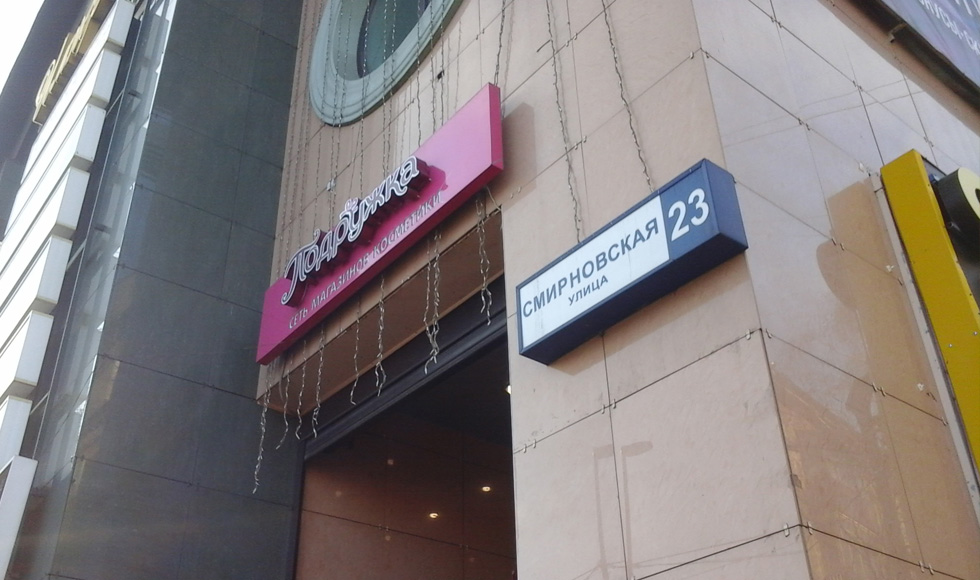 Подружка
СЕТЬ МАГАЗИНОВ КОСМЕТИКИ
СМИРНОВСКАЯ
УЛИЦА
23